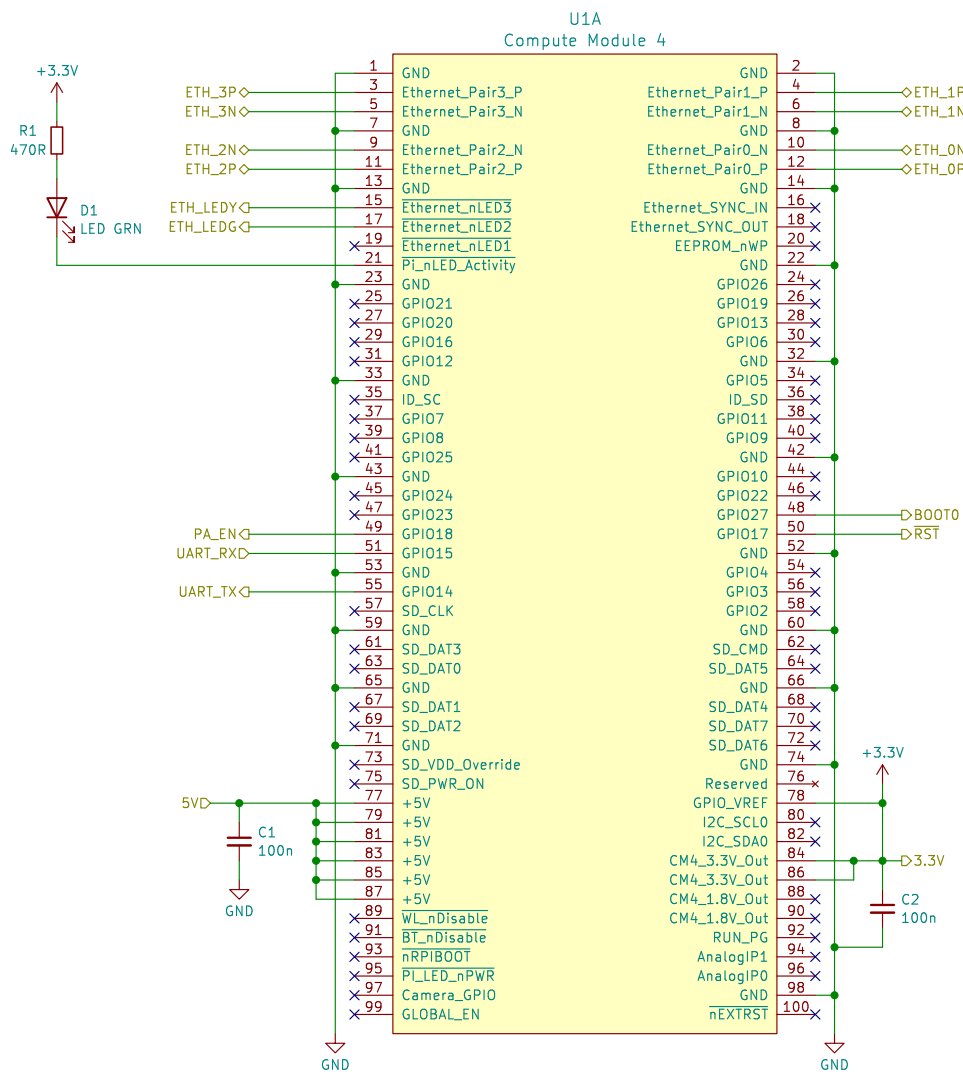 U1A
Compute Module 4
+3.3V
R1
470R
D1
LED GRN
1 GND GND 2
ETH_3P 3 Ethernet_Pair3_P Ethernet_Pair1_P 4 ETH_1P
ETH_3N 5 Ethernet_Pair3_N Ethernet_Pair1_N 6 ETH_1N
7 GND GND 8
ETH_2N 9 Ethernet_Pair2_N Ethernet_Pair0_N 10 ETH_0N
ETH_2P 11 Ethernet_Pair2_P Ethernet_Pair0_P 12 ETH_0P
13 GND GND 14
ETH_LEDY 15 Ethernet_nLED3 Ethernet_SYNC_IN 16
ETH_LEDG 17 Ethernet_nLED2 Ethernet_SYNC_OUT 18
19 Ethernet_nLED1 EEPROM_nWP 20
21 Pi_nLED_Activity GND 22
23 GND GPIO26 24
25 GPIO21 GPIO19 26
27 GPIO20 GPIO13 28
29 GPIO16 GPIO6 30
31 GPIO12 GND 32
33 GND GPIO5 34
35 ID_SC ID_SD 36
37 GPIO7 GPIO11 38
39 GPIO8 GPIO9 40
41 GPIO25 GND 42
43 GND GPIO10 44
45 GPIO24 GPIO22 46
47 GPIO23 GPIO27 48 BOOT0
PA_EN 49 GPIO18 GPIO17 50 RST
UART_RX 51 GPIO15 GND 52
53 GND GPIO4 54
UART_TX 55 GPIO14 GPIO3 56
57 SD_CLK GPIO2 58
59 GND GND 60
61 SD_DAT3 SD_CMD 62
63 SD_DAT0 SD_DAT5 64
65 GND GND 66
67 SD_DAT1 SD_DAT4 68
69 SD_DAT2 SD_DAT7 70
71 GND SD_DAT6 72
73 SD_VDD_Override GND 74
75 SD_PWR_ON Reserved 76
5V 77 +5V GPIO_VREF 78
79 +5V I2C_SCL0 80
81 +5V I2C_SDA0 82
83 +5V CM4_3.3V_Out 84 3.3V
85 +5V CM4_3.3V_Out 86
87 +5V CM4_1.8V_Out 88
89 WL_nDisable CM4_1.8V_Out 90
91 BT_nDisable RUN_PG 92
93 nRPIBOOT AnalogIP1 94
95 PI_LED_nPWR AnalogIP0 96
97 Camera_GPIO GND 98
99 GLOBAL_EN nEXTRST 100
C1
100n
GND
+3.3V
C2
100n
GND
GND